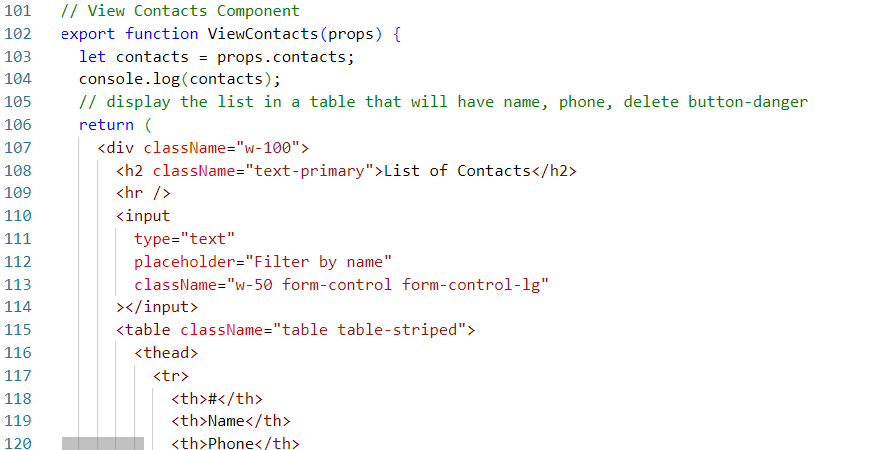 101 // View Contacts Component
102 export function ViewContacts(props) {
103 let contacts = props.contacts;
104 console.log(contacts);
105 // display the list in a table that will have name, phone, delete button-danger
106 return (
107 <div className="w-100">
108 <h2 className="text-primary">List of Contacts</h2>
109 <hr />
110 <input
111 type="text"
112 placeholder="Filter by name"
113 className="w-50 form-control form-control-lg"
114 ></input>
115 <table className="table table-striped">
116 <thead>
117 <tr>
118 <th>#</th>
119 <th>Name</th>
120 <th>Phone</th>